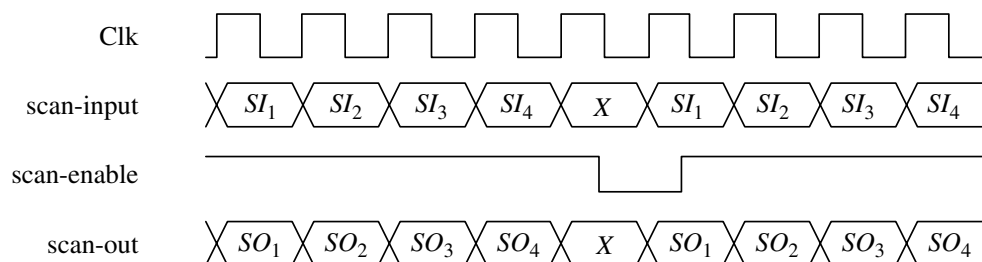 Clk
scan-input SI₁ SI₂ SI₃ SI₄ X SI₁ SI₂ SI₃ SI₄
scan-enable
scan-out SO₁ SO₂ SO₃ SO₄ X SO₁ SO₂ SO₃ SO₄